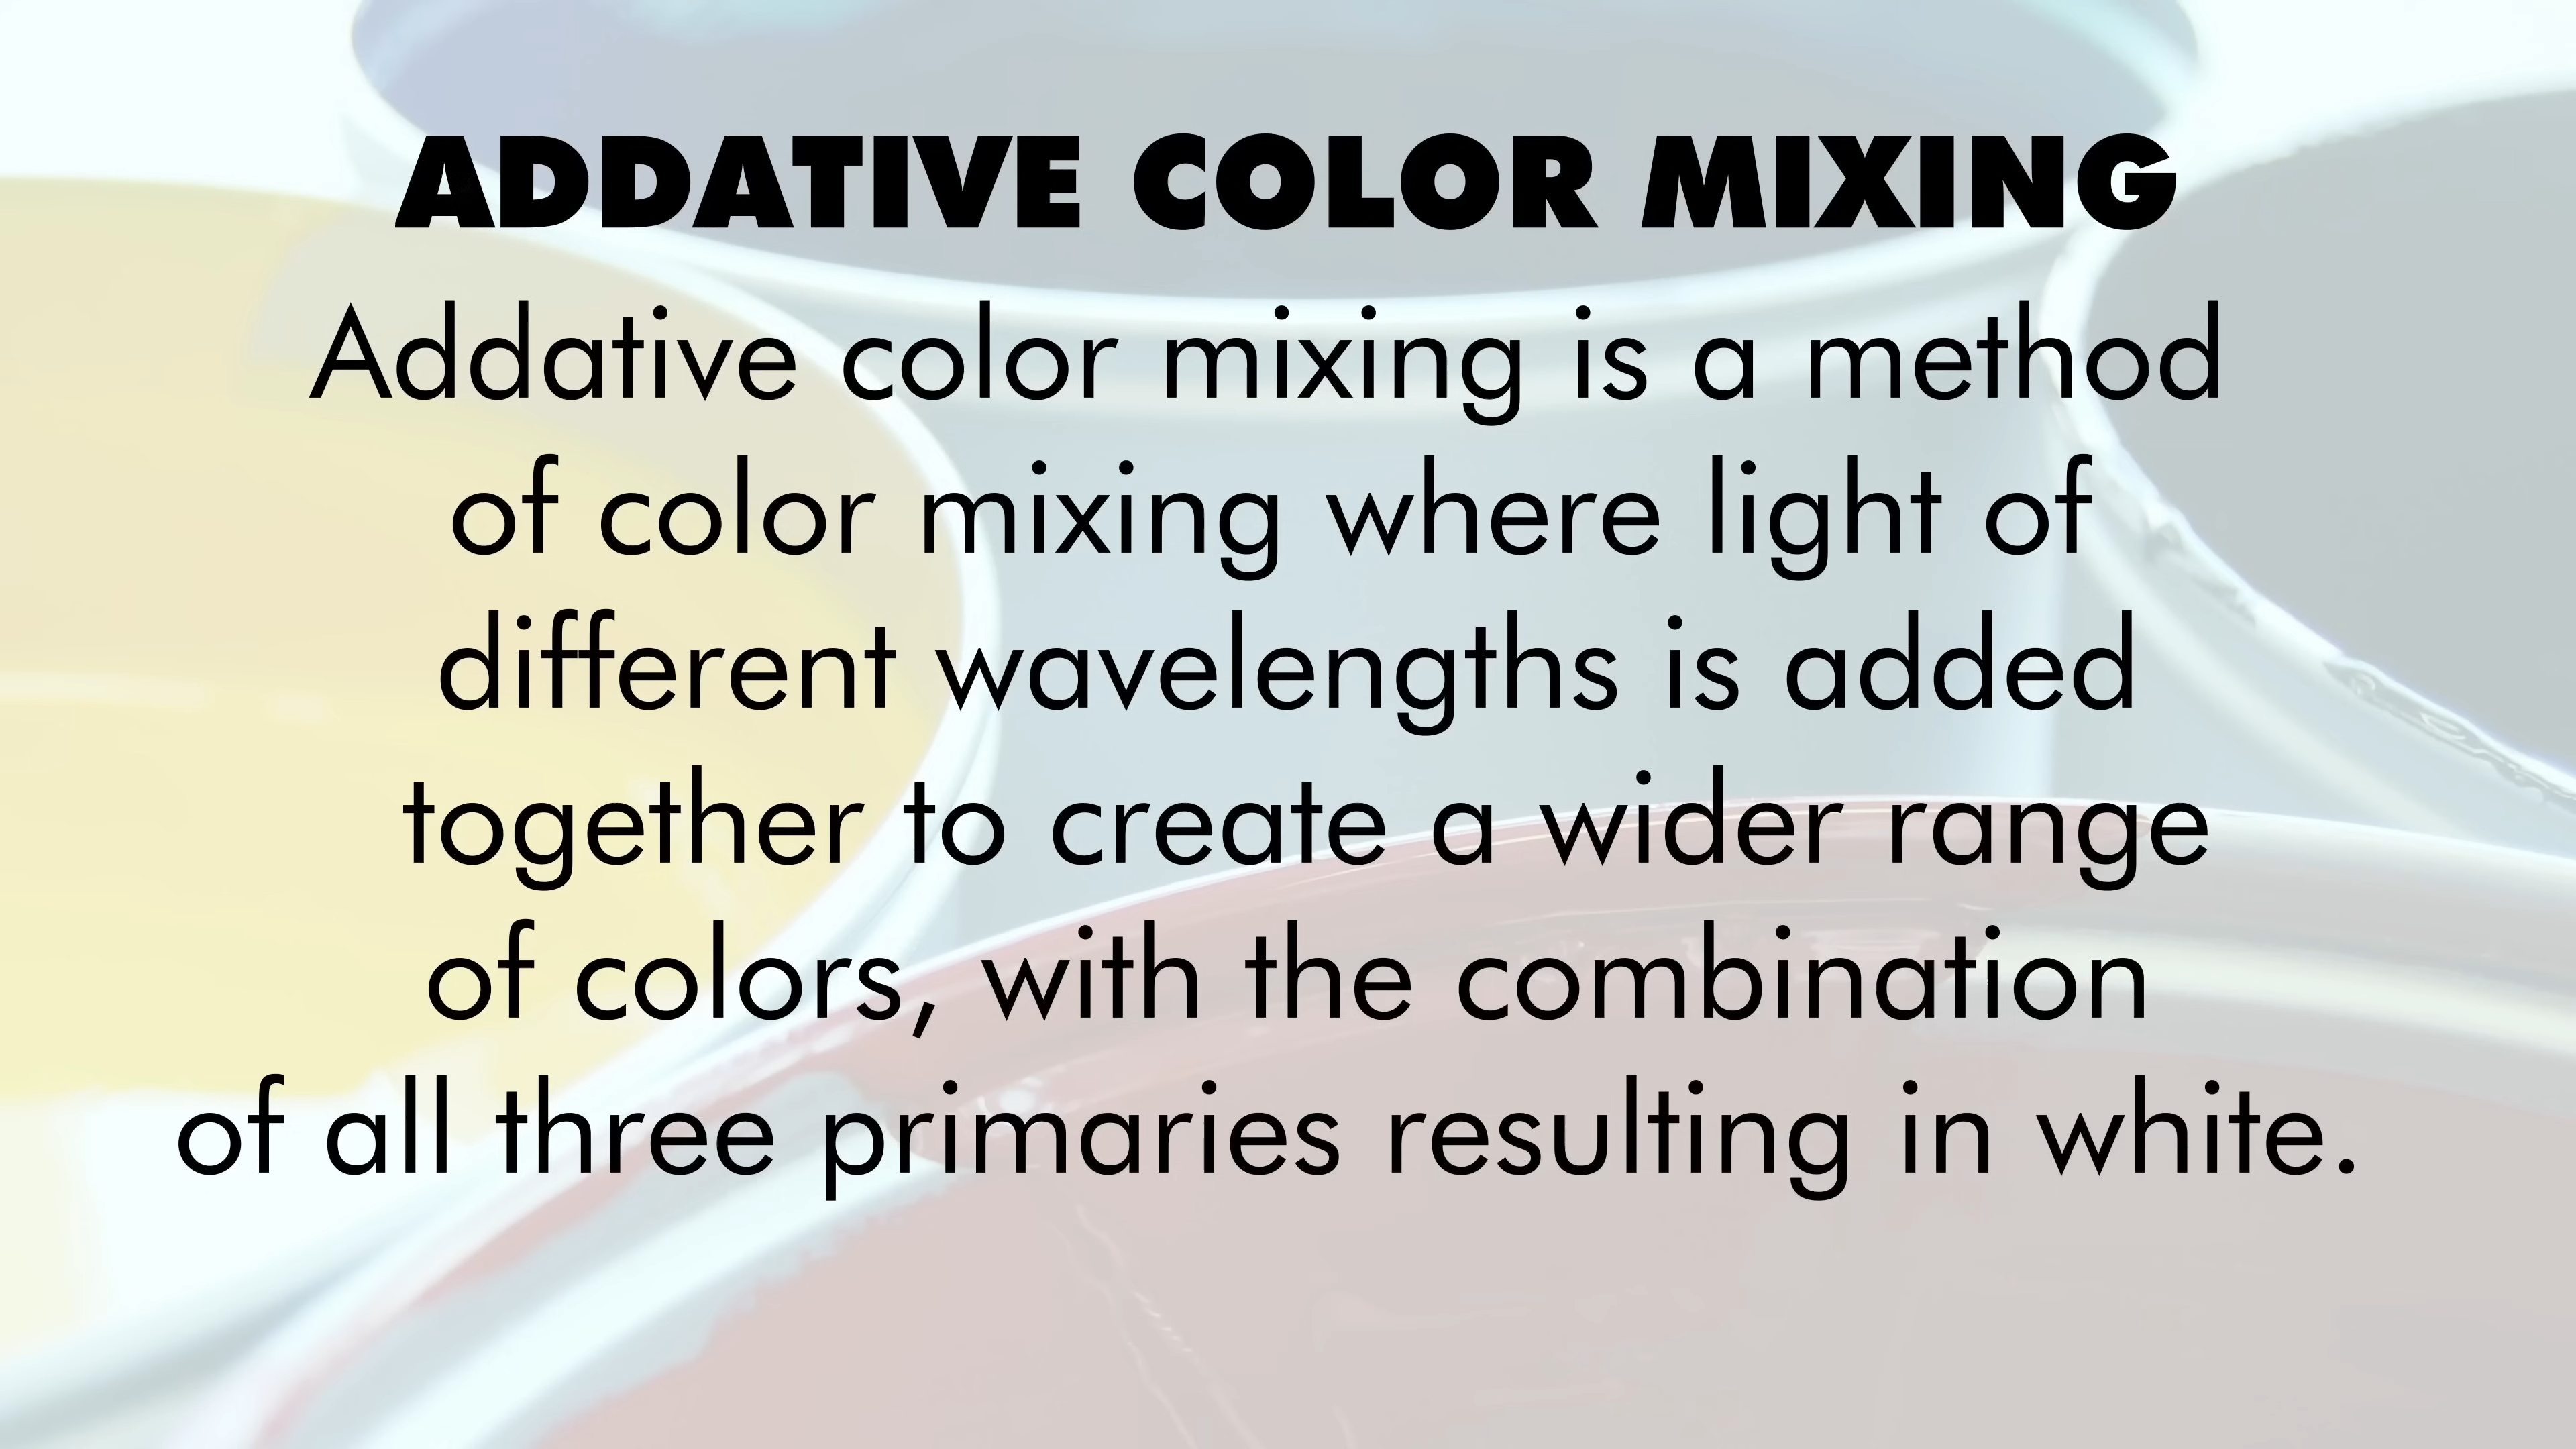 ADDATIVE COLOR MIXING
Addative color mixing is a method
of color mixing where light of
different wavelengths is added
together to create a wider range
of colors, with the combination
of all three primaries resulting in white.